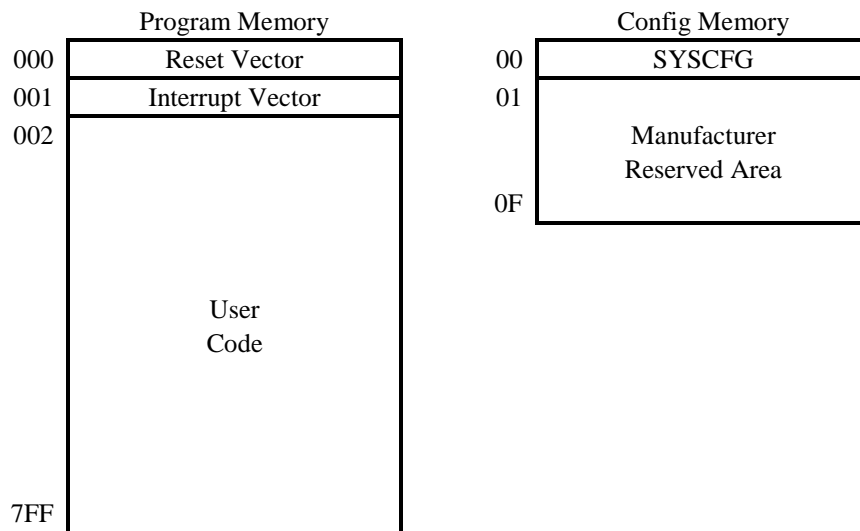 Program Memory
000
Reset Vector
001
Interrupt Vector
002
User
Code
7FF
Config Memory
00
SYSCFG
01
Manufacturer
Reserved Area
0F